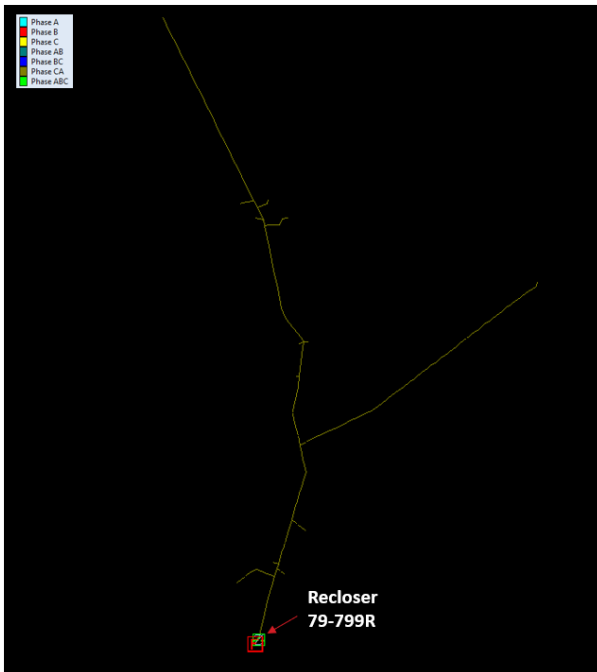 Phase A
Phase B
Phase C
Phase AB
Phase BC
Phase CA
Phase ABC
Recloser
79-799R